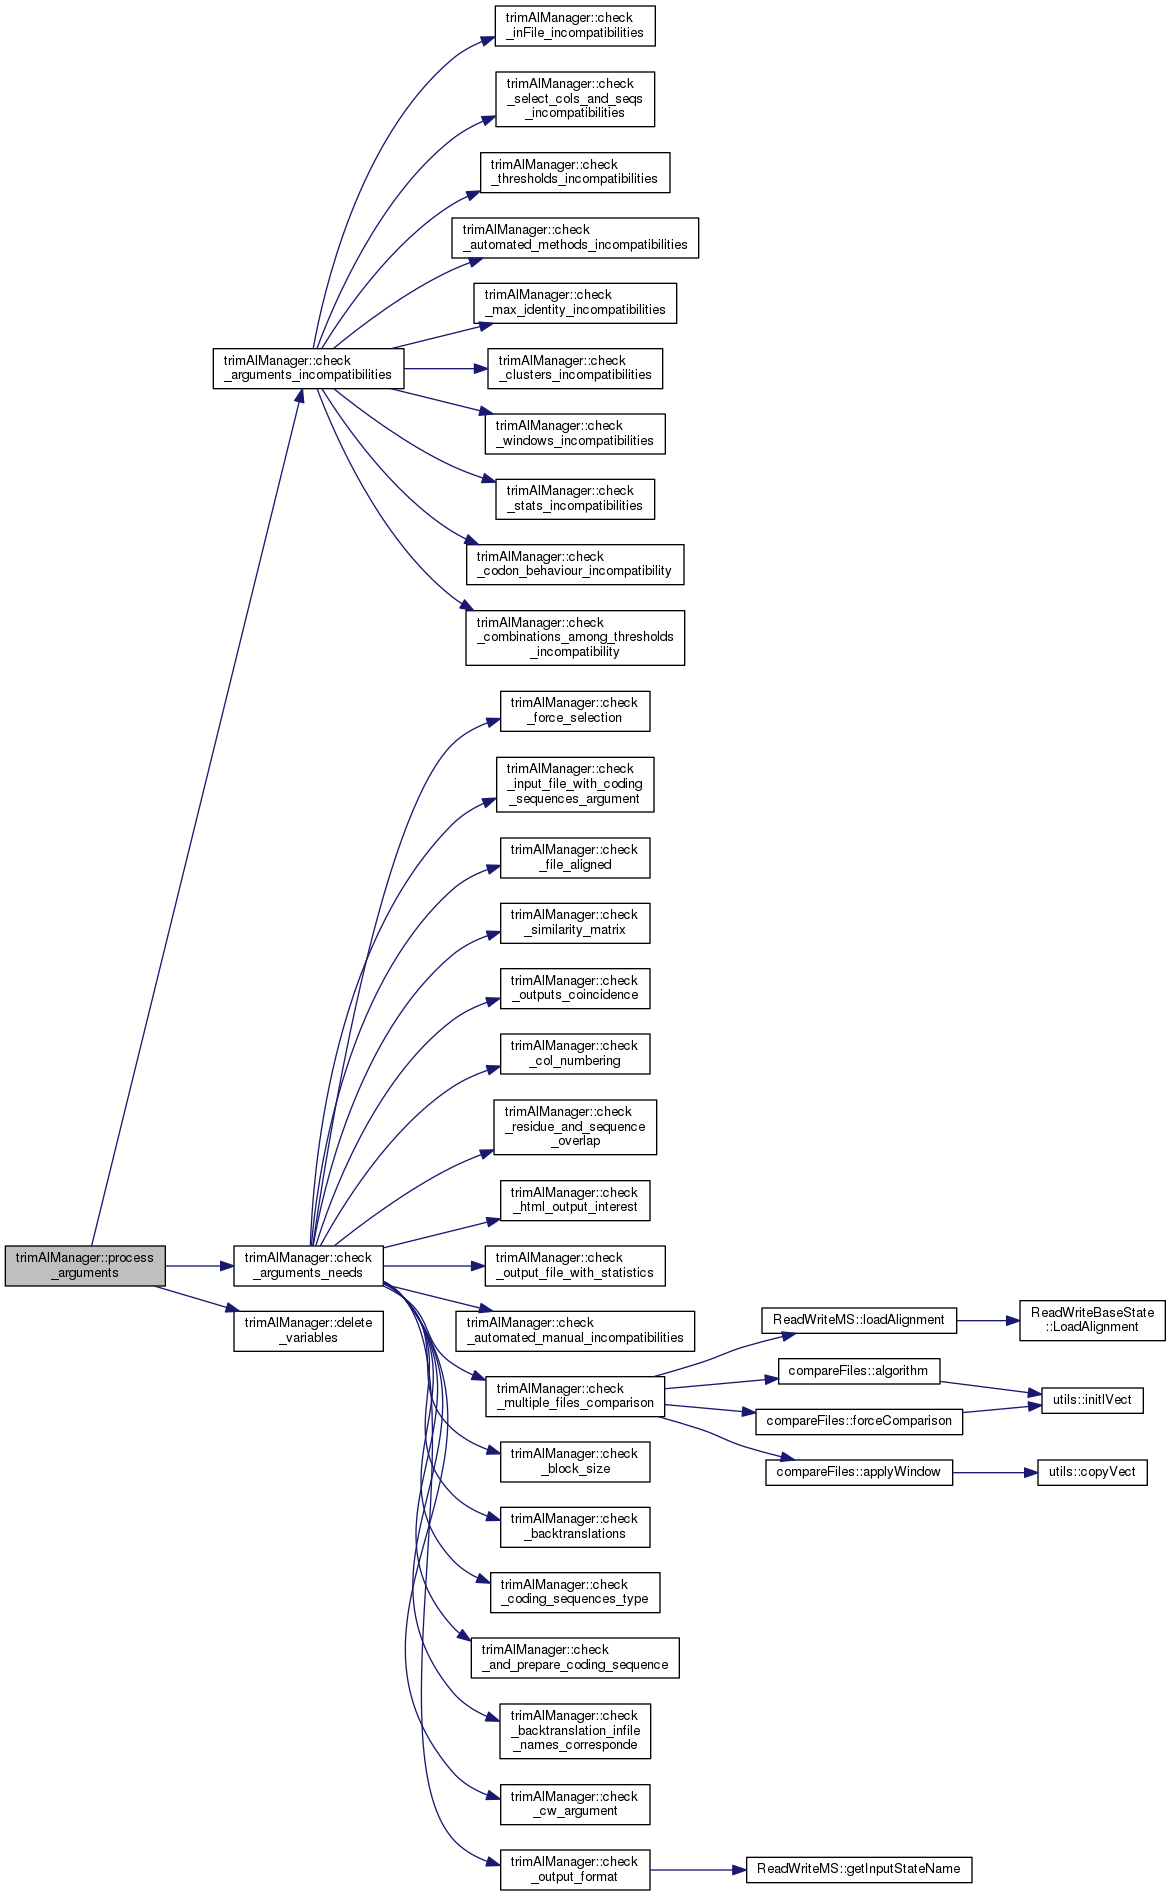 trimAlManager::check
_inFile_incompatibilities
trimAlManager::check
_select_cols_and_seqs
_incompatibilities
trimAlManager::check
_thresholds_incompatibilities
trimAlManager::check
_automated_methods_incompatibilities
trimAlManager::check
_max_identity_incompatibilities
trimAlManager::check
_arguments_incompatibilities
trimAlManager::check
_clusters_incompatibilities
trimAlManager::check
_windows_incompatibilities
trimAlManager::check
_stats_incompatibilities
trimAlManager::check
_codon_behaviour_incompatibility
trimAlManager::check
_combinations_among_thresholds
_incompatibility
trimAlManager::check
_force_selection
trimAlManager::check
_input_file_with_coding
_sequences_argument
trimAlManager::check
_file_aligned
trimAlManager::check
_similarity_matrix
trimAlManager::check
_outputs_coincidence
trimAlManager::check
_col_numbering
trimAlManager::check
_residue_and_sequence
_overlap
trimAlManager::check
_html_output_interest
trimAlManager::process
_arguments
trimAlManager::check
_arguments_needs
trimAlManager::check
_output_file_with_statistics
trimAlManager::delete
_variables
trimAlManager::check
_automated_manual_incompatibilities
ReadWriteMS::loadAlignment
ReadWriteBaseState
::LoadAlignment
compareFiles::algorithm
trimAlManager::check
_multiple_files_comparison
utils::initlVect
compareFiles::forceComparison
compareFiles::applyWindow
utils::copyVect
trimAlManager::check
_block_size
trimAlManager::check
_backtranslations
trimAlManager::check
_coding_sequences_type
trimAlManager::check
_and_prepare_coding_sequence
trimAlManager::check
_backtranslation_infile
_names_corresponde
trimAlManager::check
_cw_argument
trimAlManager::check
_output_format
ReadWriteMS::getInputStateName